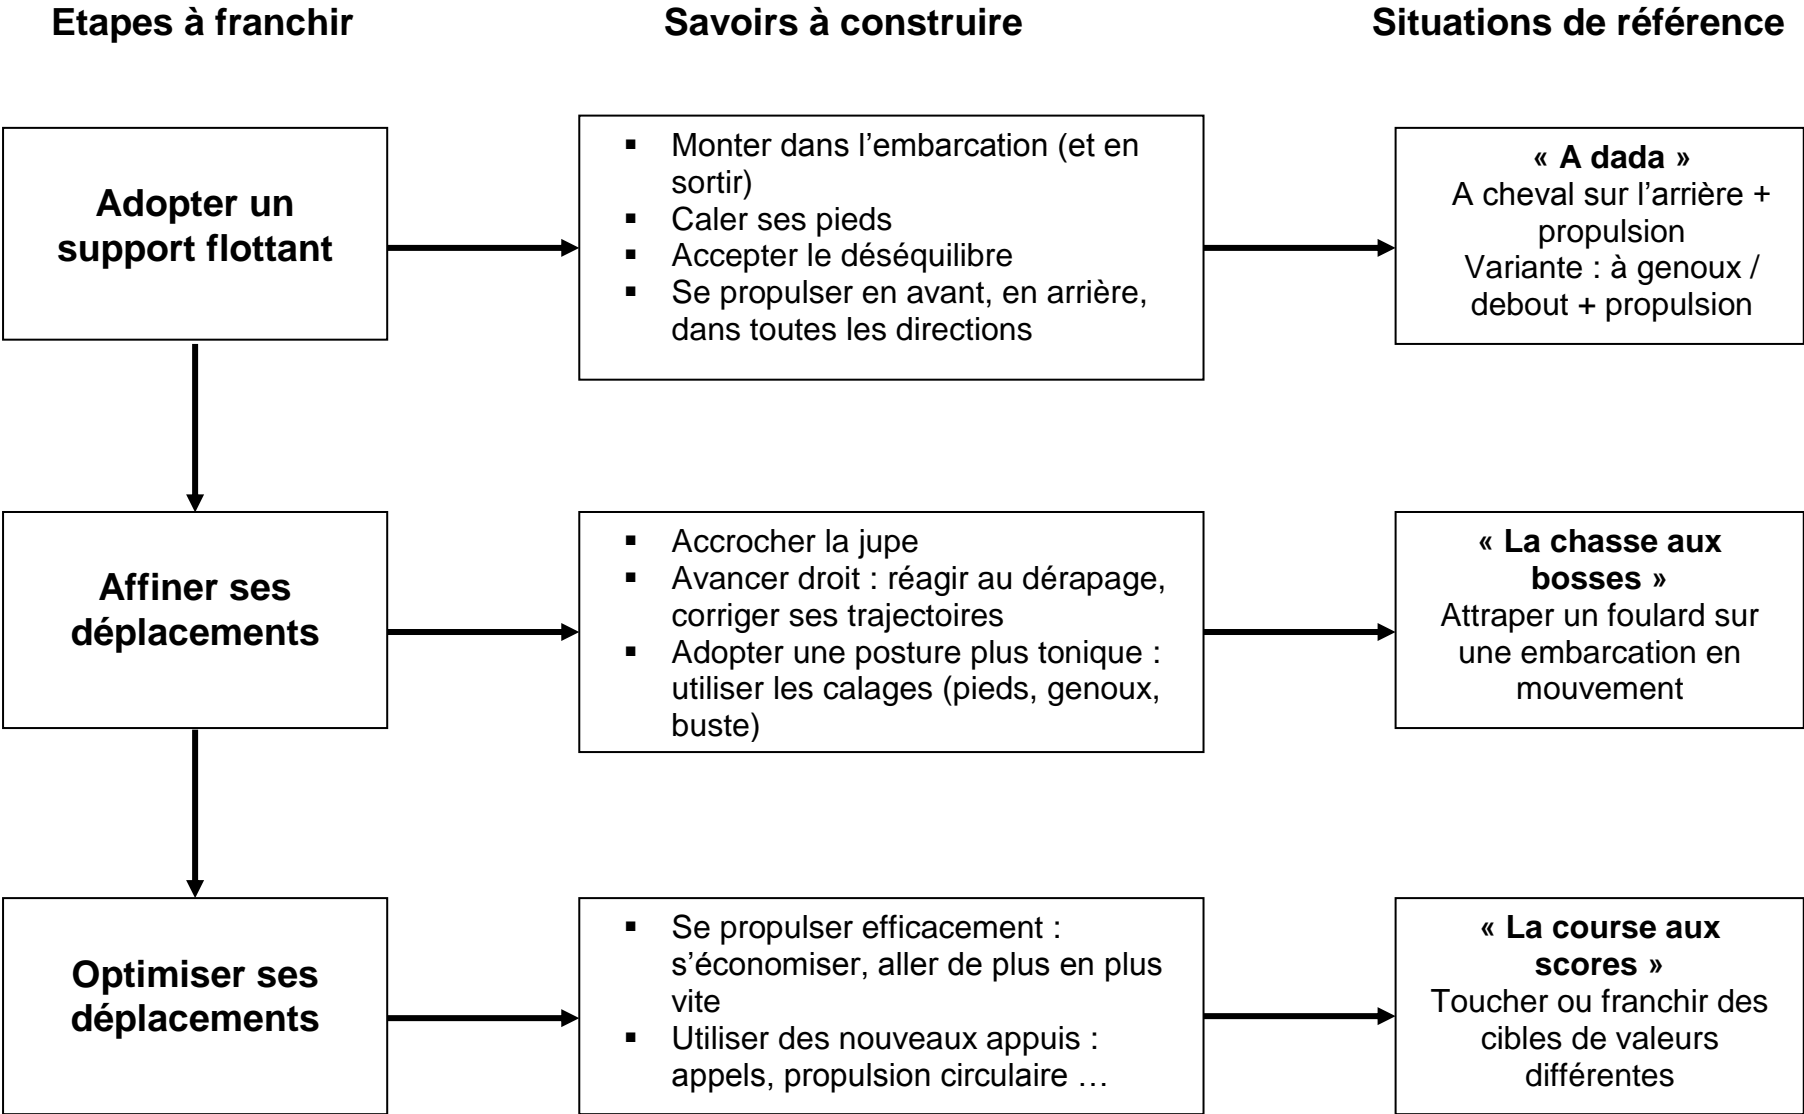 Etapes à franchir
Savoirs à construire
Situations de référence
Adopter un
support flottant
▪ Monter dans l’embarcation (et en
sortir)
▪ Caler ses pieds
▪ Accepter le déséquilibre
▪ Se propulser en avant, en arrière,
dans toutes les directions
« A dada »
A cheval sur l’arrière +
propulsion
Variante : à genoux /
debout + propulsion
Affiner ses
déplacements
▪ Accrocher la jupe
▪ Avancer droit : réagir au dérapage,
corriger ses trajectoires
▪ Adopter une posture plus tonique :
utiliser les calages (pieds, genoux,
buste)
« La chasse aux
bosses »
Attraper un foulard sur
une embarcation en
mouvement
Optimiser ses
déplacements
▪ Se propulser efficacement :
s’économiser, aller de plus en plus
vite
▪ Utiliser des nouveaux appuis :
appels, propulsion circulaire …
« La course aux
scores »
Toucher ou franchir des
cibles de valeurs
différentes